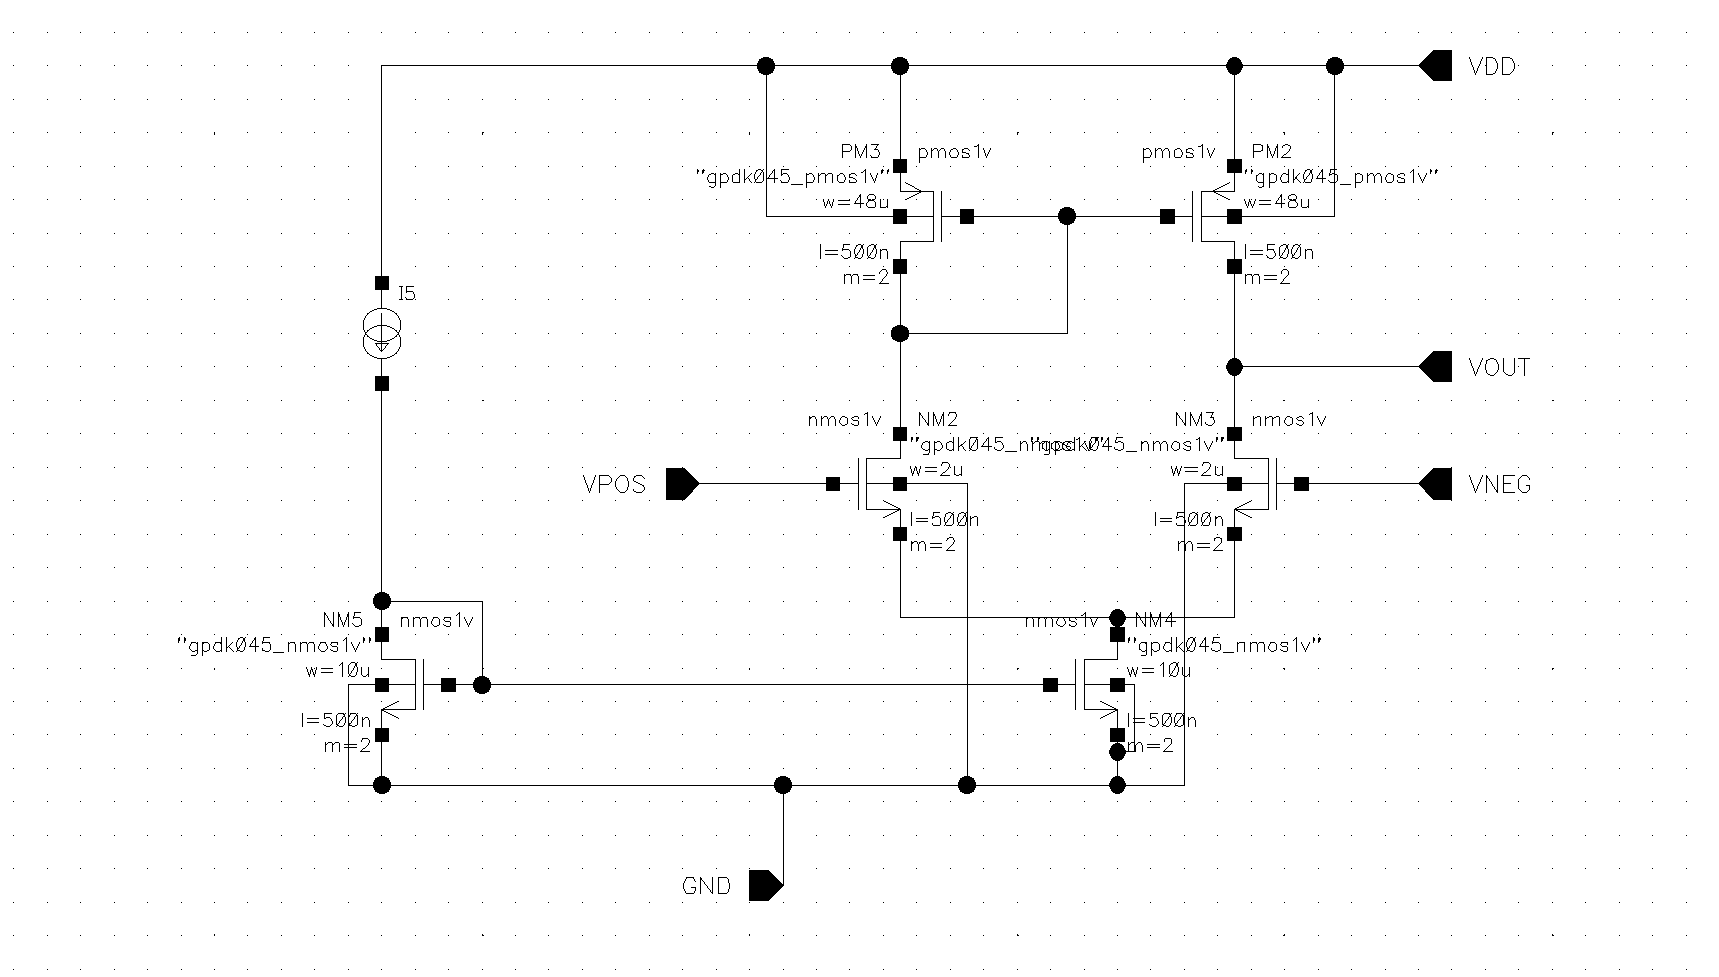 VDD
PM3 pmos1v
pmos1v PM2
"gpdk045_pmos1v"
"gpdk045_pmos1v"
w=48u
w=48u
l=500n
l=500n
m=2
m=2
I5
VOUT
nmos1v NM2
NM3 nmos1v
"gpdk045_nmos1v"
"gpdk045_nmos1v"
w=2u
w=2u
VPOS
VNEG
l=500n
l=500n
m=2
m=2
NM5 nmos1v
nmos1v NM4
"gpdk045_nmos1v"
"gpdk045_nmos1v"
w=10u
w=10u
l=500n
l=500n
m=2
m=2
GND